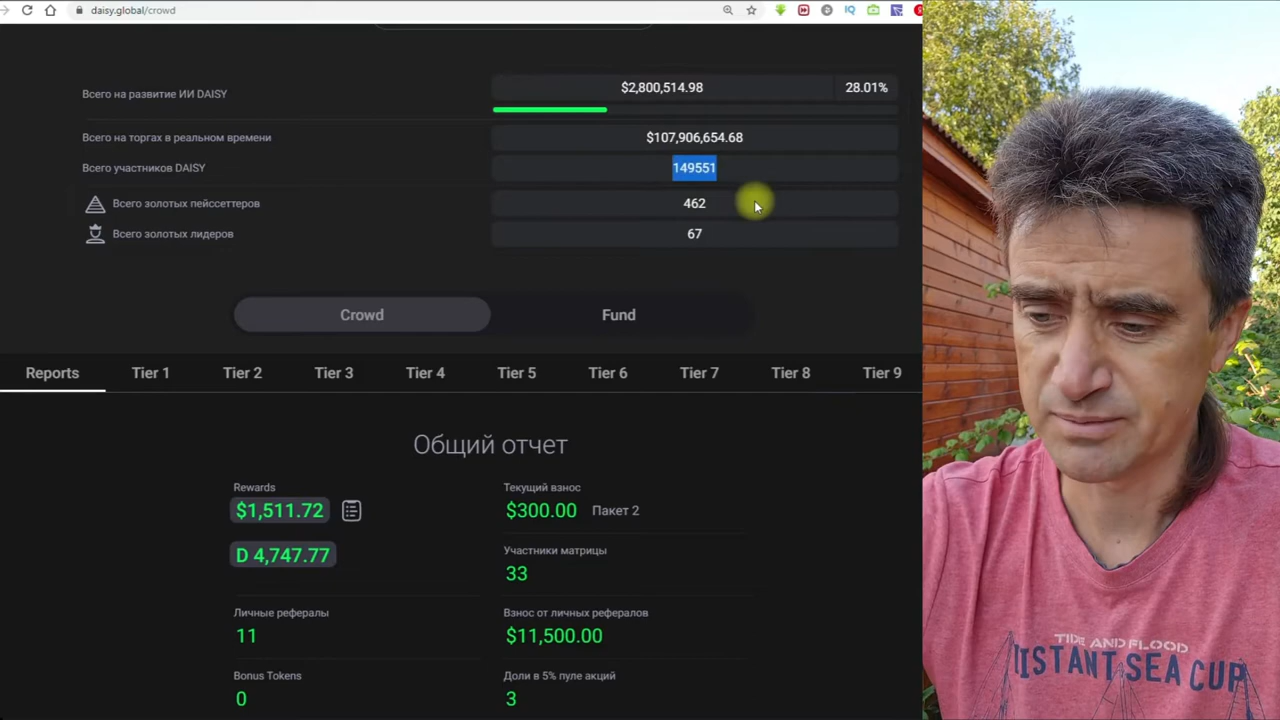 daisy.global/crowd
Всего на развитие ИИ DAISY
$2,800,514.98
28.01%
Всего на торгах в реальном времени
$107,906,654.68
Всего участников DAISY
149551
Всего золотых пейссеттеров
462
Всего золотых лидеров
67
Crowd
Fund
Reports
Tier 1
Tier 2
Tier 3
Tier 4
Tier 5
Tier 6
Tier 7
Tier 8
Tier 9
Общий отчет
Rewards
$1,511.72
D 4,747.77
Текущий взнос
$300.00 Пакет 2
Участники матрицы
33
Личные рефералы
11
Взнос от личных рефералов
$11,500.00
Bonus Tokens
0
Доли в 5% пуле акций
3
TIDE AND FLOOD
DISTANT SEA CUP